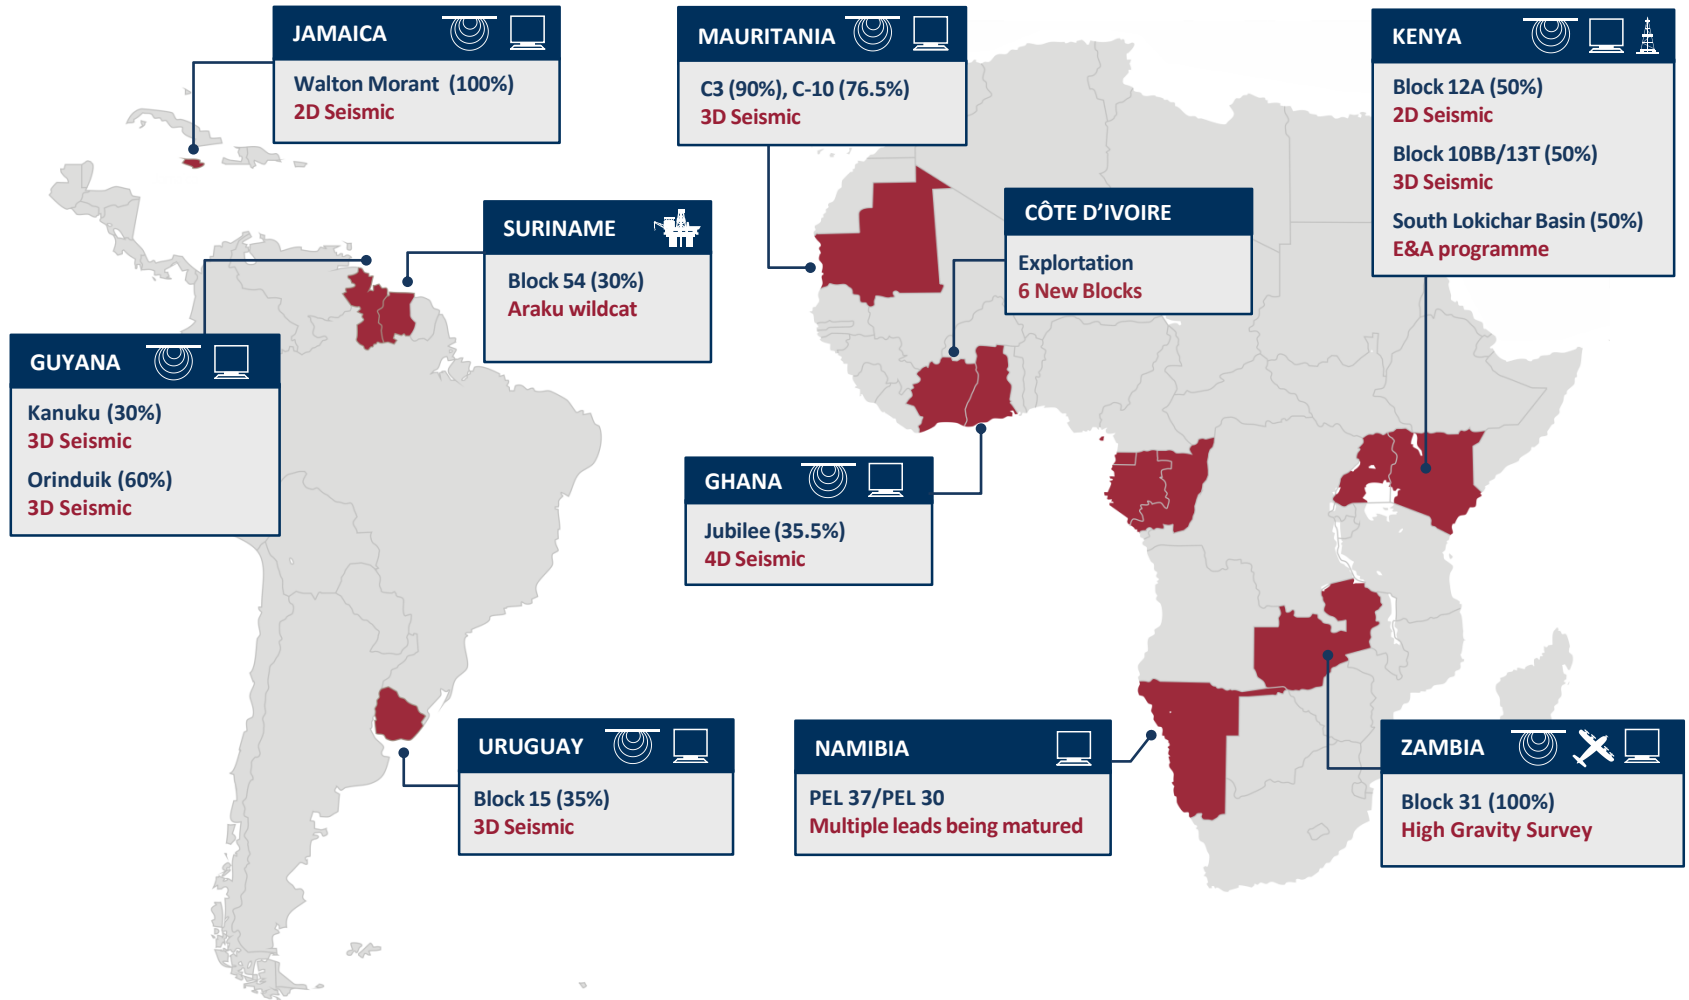 JAMAICA
Walton Morant (100%)
2D Seismic
MAURITANIA
C3 (90%), C-10 (76.5%)
3D Seismic
KENYA
Block 12A (50%)
2D Seismic
Block 10BB/13T (50%)
3D Seismic
South Lokichar Basin (50%)
E&A programme
SURINAME
Block 54 (30%)
Araku wildcat
CÔTE D’IVOIRE
Explortation
6 New Blocks
GUYANA
Kanuku (30%)
3D Seismic
Orinduik (60%)
3D Seismic
GHANA
Jubilee (35.5%)
4D Seismic
URUGUAY
Block 15 (35%)
3D Seismic
NAMIBIA
PEL 37/PEL 30
Multiple leads being matured
ZAMBIA
Block 31 (100%)
High Gravity Survey